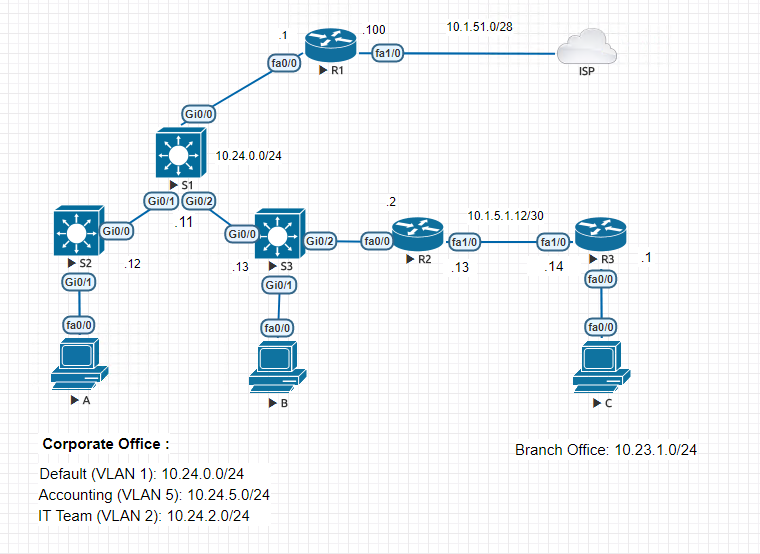 .1
.100
10.1.51.0/28
fa0/0
fa1/0
R1
ISP
Gi0/0
10.24.0.0/24
S1
Gi0/1
Gi0/2
.11
.2
10.1.5.1.12/30
Gi0/0
S2
.12
Gi0/0
.13
S3
Gi0/2
fa0/0
R2
fa1/0
.13
fa1/0
.14
R3
.1
Gi0/1
Gi0/1
fa0/0
fa0/0
fa0/0
fa0/0
A
B
C
Corporate Office :
Default (VLAN 1): 10.24.0.0/24
Accounting (VLAN 5): 10.24.5.0/24
IT Team (VLAN 2): 10.24.2.0/24
Branch Office: 10.23.1.0/24